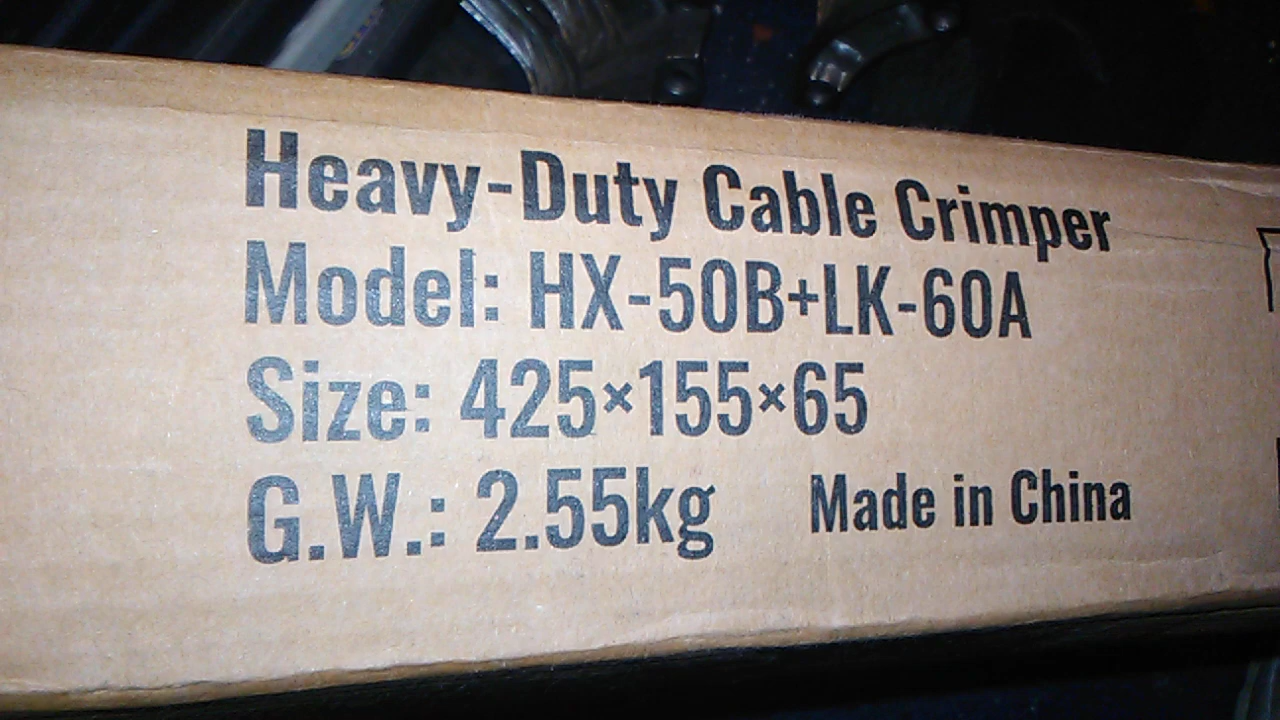 Heavy-Duty Cable Crimper
Model: HX-50B+LK-60A
Size: 425×155×65
G.W.: 2.55kg Made in China